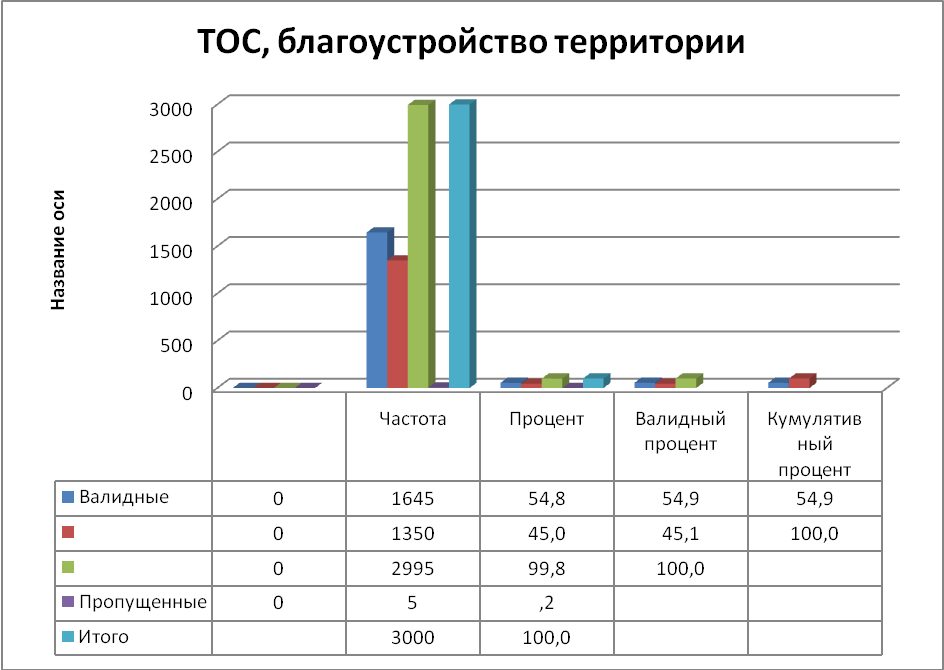 ТОС, благоустройство территории
Название оси
3000
2500
2000
1500
1000
500
0
Частота Процент Валидный процент Кумулятив ный процент
Валидные 0 1645 54,8 54,9 54,9
0 1350 45,0 45,1 100,0
0 2995 99,8 100,0
Пропущенные 0 5 ,2
Итого 3000 100,0